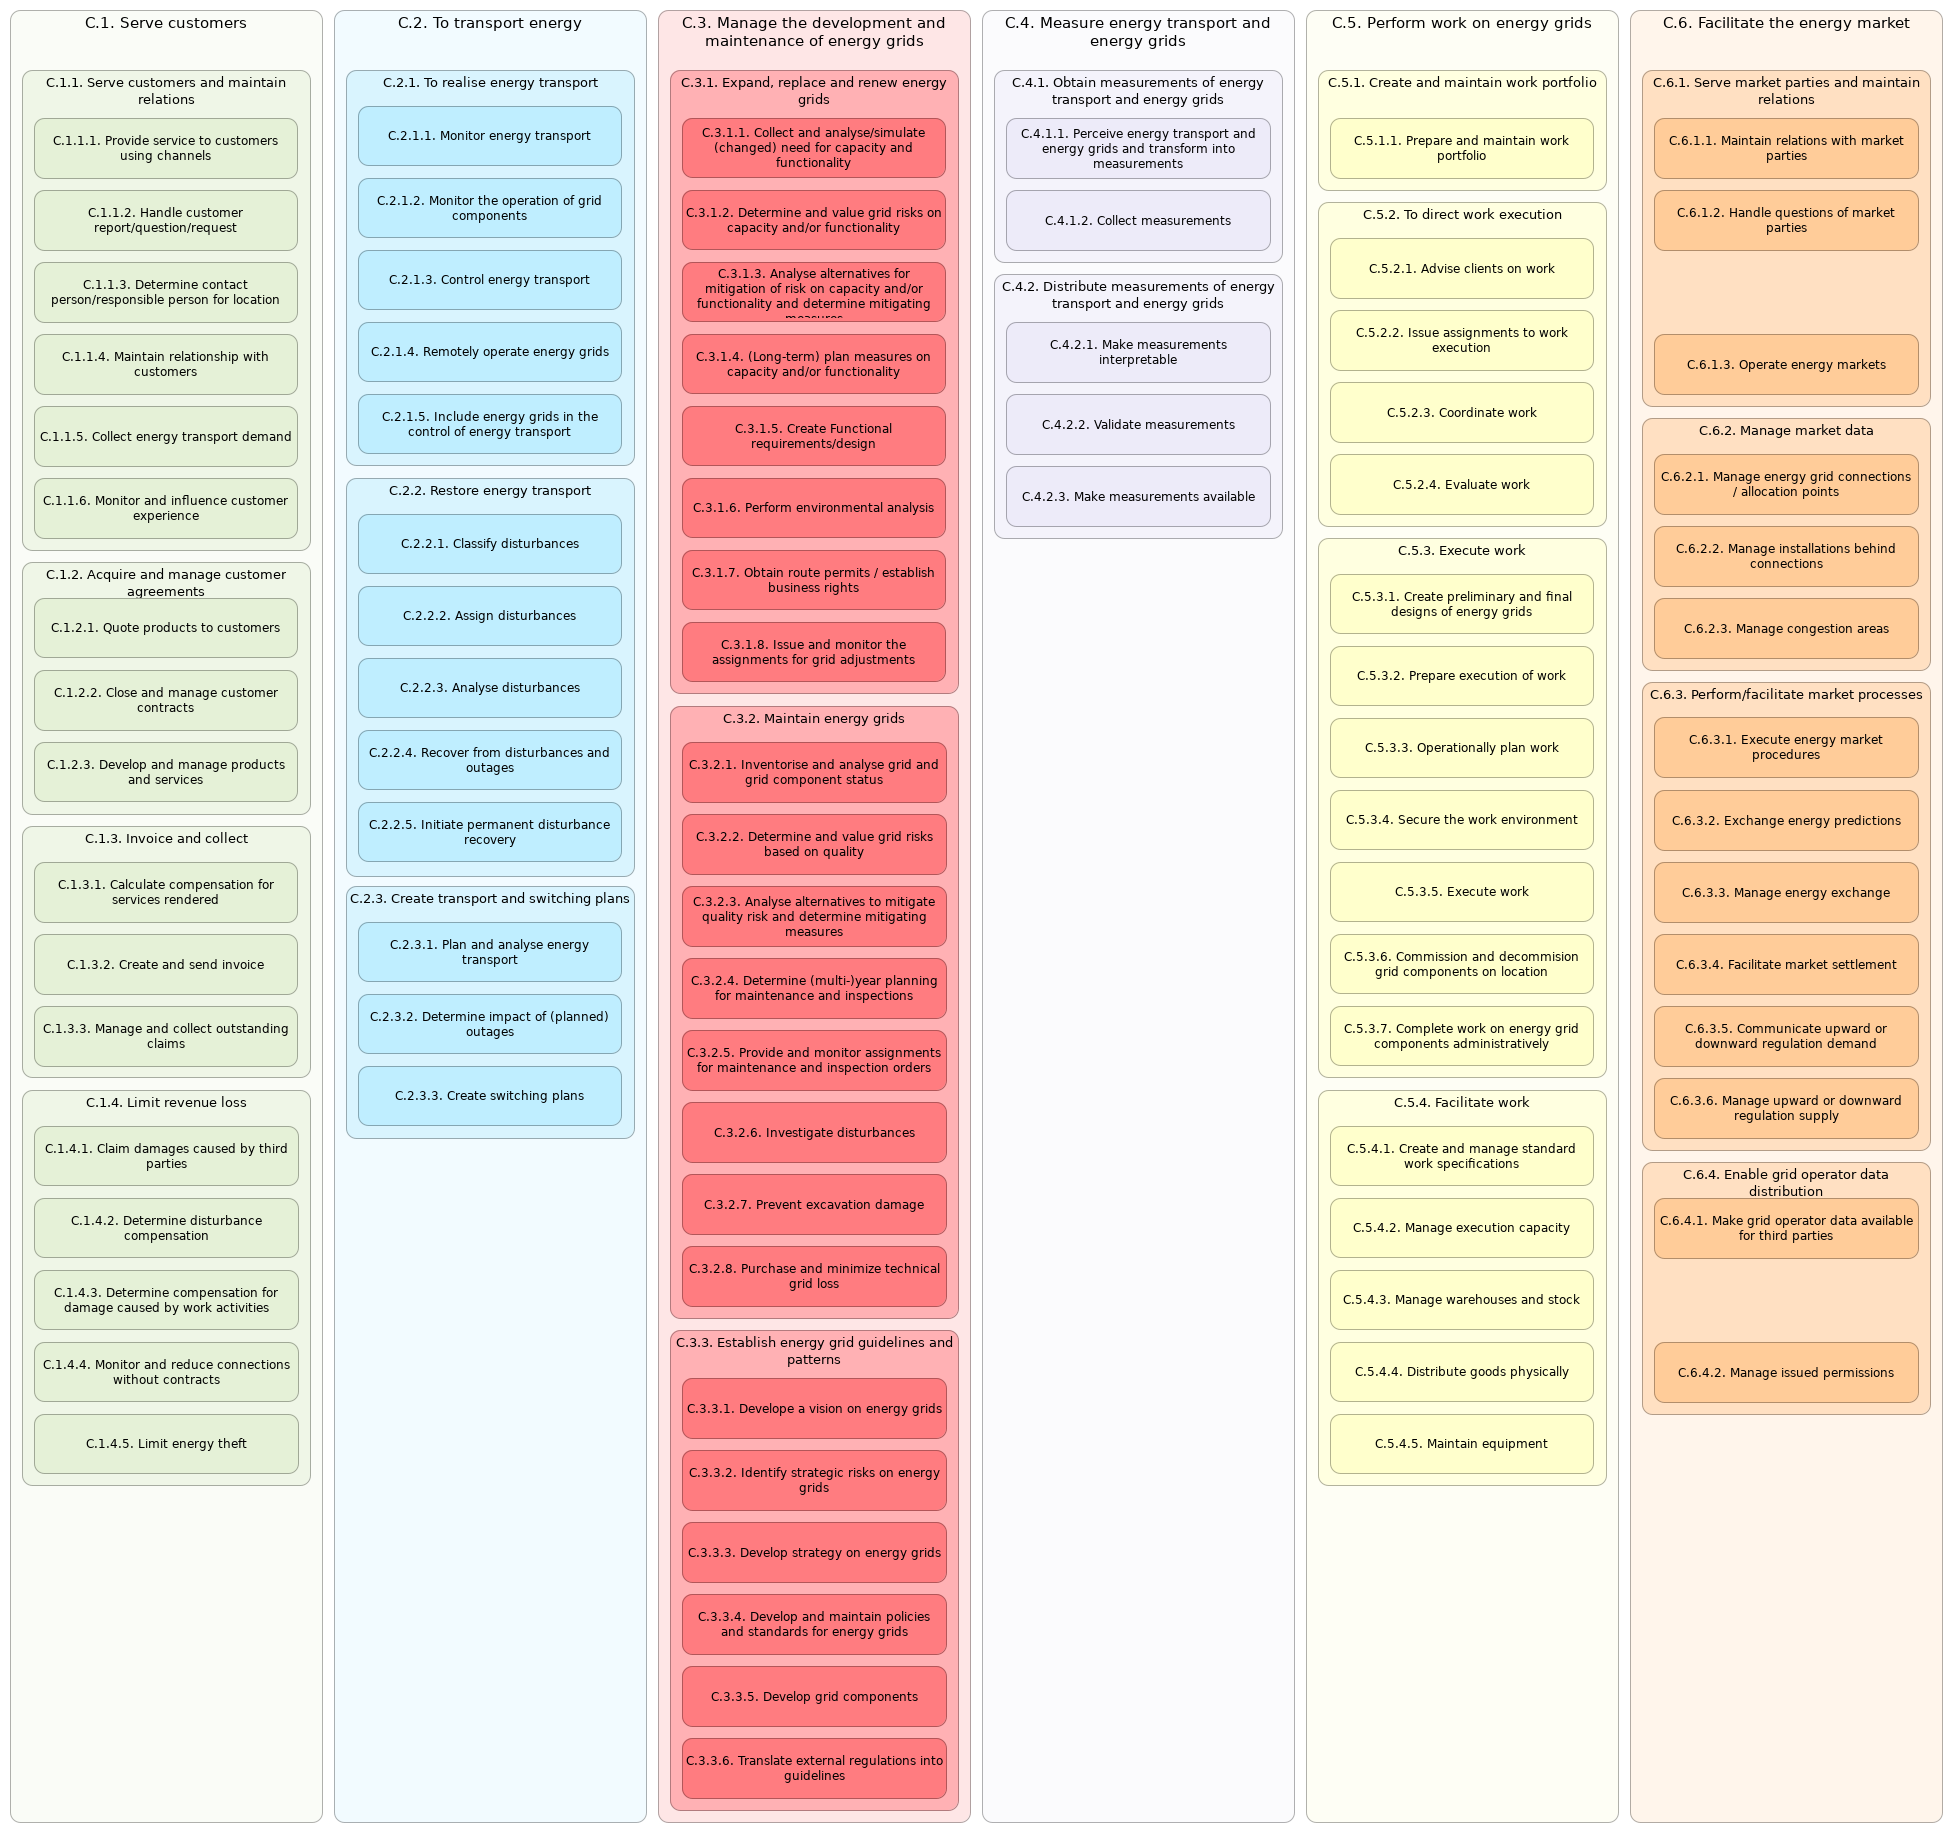 C.1. Serve customers
C.1.1. Serve customers and maintain
relations
C.1.1.1. Provide service to customers
using channels
C.1.1.2. Handle customer
report/question/request
C.1.1.3. Determine contact
person/responsible person for location
C.1.1.4. Maintain relationship with
customers
C.1.1.5. Collect energy transport demand
C.1.1.6. Monitor and influence customer
experience
C.1.2. Acquire and manage customer
agreements
C.1.2.1. Quote products to customers
C.1.2.2. Close and manage customer
contracts
C.1.2.3. Develop and manage products
and services
C.1.3. Invoice and collect
C.1.3.1. Calculate compensation for
services rendered
C.1.3.2. Create and send invoice
C.1.3.3. Manage and collect outstanding
claims
C.1.4. Limit revenue loss
C.1.4.1. Claim damages caused by third
parties
C.1.4.2. Determine disturbance
compensation
C.1.4.3. Determine compensation for
damage caused by work activities
C.1.4.4. Monitor and reduce connections
without contracts
C.1.4.5. Limit energy theft
C.2. To transport energy
C.2.1. To realise energy transport
C.2.1.1. Monitor energy transport
C.2.1.2. Monitor the operation of grid
components
C.2.1.3. Control energy transport
C.2.1.4. Remotely operate energy grids
C.2.1.5. Include energy grids in the
control of energy transport
C.2.2. Restore energy transport
C.2.2.1. Classify disturbances
C.2.2.2. Assign disturbances
C.2.2.3. Analyse disturbances
C.2.2.4. Recover from disturbances and
outages
C.2.2.5. Initiate permanent disturbance
recovery
C.2.3. Create transport and switching plans
C.2.3.1. Plan and analyse energy
transport
C.2.3.2. Determine impact of (planned)
outages
C.2.3.3. Create switching plans
C.3. Manage the development and
maintenance of energy grids
C.3.1. Expand, replace and renew energy
grids
C.3.1.1. Collect and analyse/simulate
(changed) need for capacity and
functionality
C.3.1.2. Determine and value grid risks on
capacity and/or functionality
C.3.1.3. Analyse alternatives for
mitigation of risk on capacity and/or
functionality and determine mitigating
measures
C.3.1.4. (Long-term) plan measures on
capacity and/or functionality
C.3.1.5. Create Functional
requirements/design
C.3.1.6. Perform environmental analysis
C.3.1.7. Obtain route permits / establish
business rights
C.3.1.8. Issue and monitor the
assignments for grid adjustments
C.3.2. Maintain energy grids
C.3.2.1. Inventorise and analyse grid and
grid component status
C.3.2.2. Determine and value grid risks
based on quality
C.3.2.3. Analyse alternatives to mitigate
quality risk and determine mitigating
measures
C.3.2.4. Determine (multi-)year planning
for maintenance and inspections
C.3.2.5. Provide and monitor assignments
for maintenance and inspection orders
C.3.2.6. Investigate disturbances
C.3.2.7. Prevent excavation damage
C.3.2.8. Purchase and minimize technical
grid loss
C.3.3. Establish energy grid guidelines and
patterns
C.3.3.1. Develope a vision on energy grids
C.3.3.2. Identify strategic risks on energy
grids
C.3.3.3. Develop strategy on energy grids
C.3.3.4. Develop and maintain policies
and standards for energy grids
C.3.3.5. Develop grid components
C.3.3.6. Translate external regulations into
guidelines
C.4. Measure energy transport and
energy grids
C.4.1. Obtain measurements of energy
transport and energy grids
C.4.1.1. Perceive energy transport and
energy grids and transform into
measurements
C.4.1.2. Collect measurements
C.4.2. Distribute measurements of energy
transport and energy grids
C.4.2.1. Make measurements
interpretable
C.4.2.2. Validate measurements
C.4.2.3. Make measurements available
C.5. Perform work on energy grids
C.5.1. Create and maintain work portfolio
C.5.1.1. Prepare and maintain work
portfolio
C.5.2. To direct work execution
C.5.2.1. Advise clients on work
C.5.2.2. Issue assignments to work
execution
C.5.2.3. Coordinate work
C.5.2.4. Evaluate work
C.5.3. Execute work
C.5.3.1. Create preliminary and final
designs of energy grids
C.5.3.2. Prepare execution of work
C.5.3.3. Operationally plan work
C.5.3.4. Secure the work environment
C.5.3.5. Execute work
C.5.3.6. Commission and decommision
grid components on location
C.5.3.7. Complete work on energy grid
components administratively
C.5.4. Facilitate work
C.5.4.1. Create and manage standard
work specifications
C.5.4.2. Manage execution capacity
C.5.4.3. Manage warehouses and stock
C.5.4.4. Distribute goods physically
C.5.4.5. Maintain equipment
C.6. Facilitate the energy market
C.6.1. Serve market parties and maintain
relations
C.6.1.1. Maintain relations with market
parties
C.6.1.2. Handle questions of market
parties
C.6.1.3. Operate energy markets
C.6.2. Manage market data
C.6.2.1. Manage energy grid connections
/ allocation points
C.6.2.2. Manage installations behind
connections
C.6.2.3. Manage congestion areas
C.6.3. Perform/facilitate market processes
C.6.3.1. Execute energy market
procedures
C.6.3.2. Exchange energy predictions
C.6.3.3. Manage energy exchange
C.6.3.4. Facilitate market settlement
C.6.3.5. Communicate upward or
downward regulation demand
C.6.3.6. Manage upward or downward
regulation supply
C.6.4. Enable grid operator data
distribution
C.6.4.1. Make grid operator data available
for third parties
C.6.4.2. Manage issued permissions